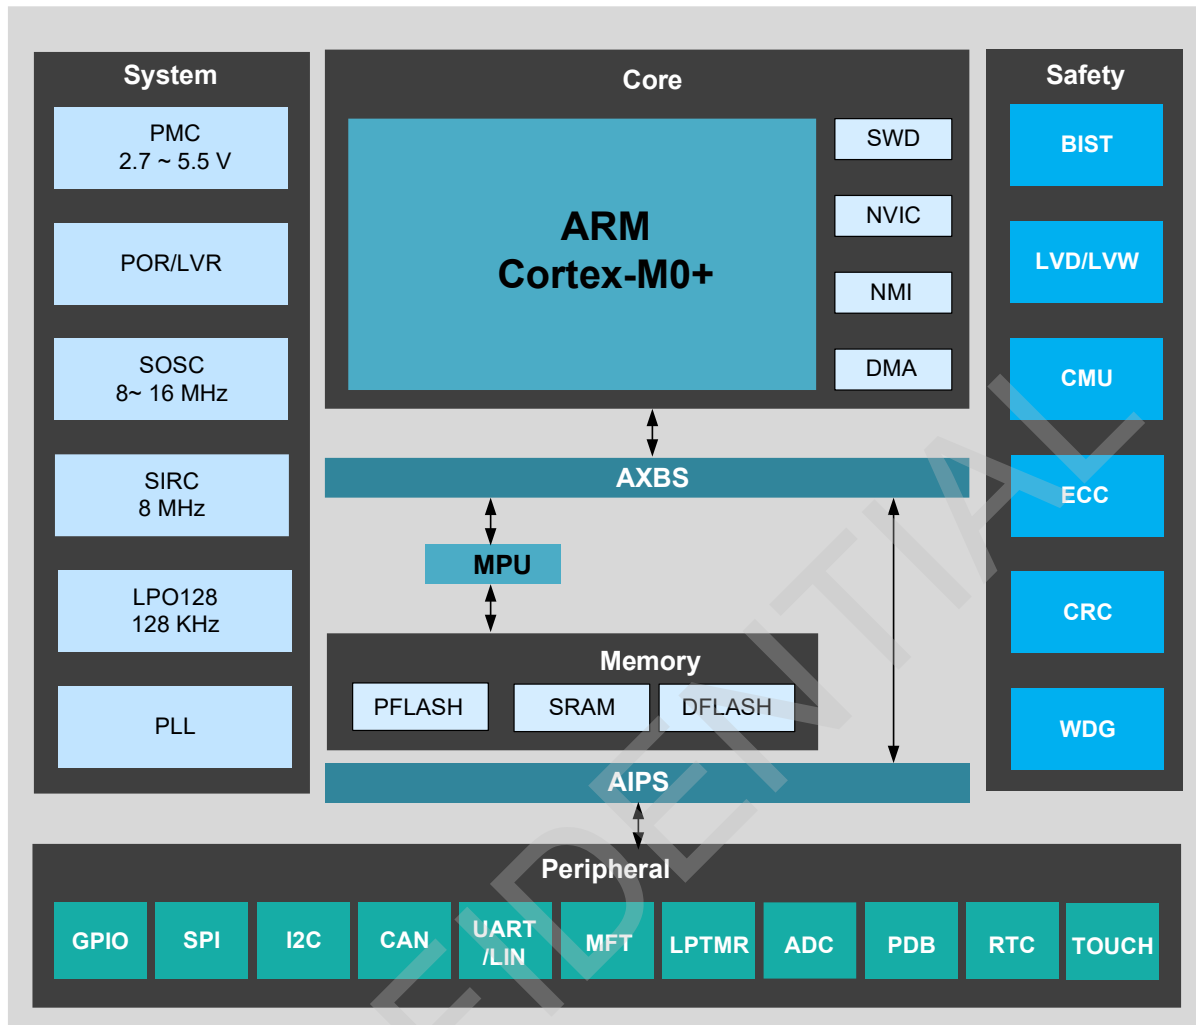 System
PMC
2.7 ~ 5.5 V
POR/LVR
SOSC
8~ 16 MHz
SIRC
8 MHz
LPO128
128 KHz
PLL
Core
ARM
Cortex-M0+
SWD
NVIC
NMI
DMA
AXBS
MPU
Memory
PFLASH
SRAM
DFLASH
AIPS
Safety
BIST
LVD/LVW
CMU
ECC
CRC
WDG
Peripheral
GPIO
SPI
I2C
CAN
UART
/LIN
MFT
LPTMR
ADC
PDB
RTC
TOUCH
FIDENTIAL